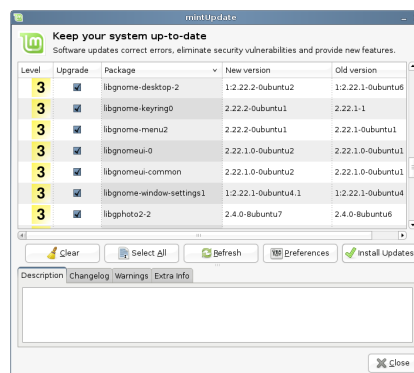 mintUpdate
Keep your system up-to-date
Software updates correct errors, eliminate security vulnerabilities and provide new features.
Level Upgrade Package New version Old version
3 libgnome-desktop-2 1:2.22.2-0ubuntu2 1:2.22.1-0ubuntu6
3 libgnome-keyring0 2.22.2-0ubuntu1 2.22.1-1
3 libgnome-menu2 2.22.2-0ubuntu1 2.22.1-0ubuntu1
3 libgnomeui-0 2.22.1.0-0ubuntu2 2.22.1.0-0ubuntu1
3 libgnomeui-common 2.22.1.0-0ubuntu2 2.22.1.0-0ubuntu1
3 libgnome-window-settings1 1:2.22.1-0ubuntu4.1 1:2.22.1-0ubuntu4
3 libgphoto2-2 2.4.0-8ubuntu7 2.4.0-8ubuntu6
Clear Select All Refresh Preferences Install Updates
Description Changelog Warnings Extra Info
Close